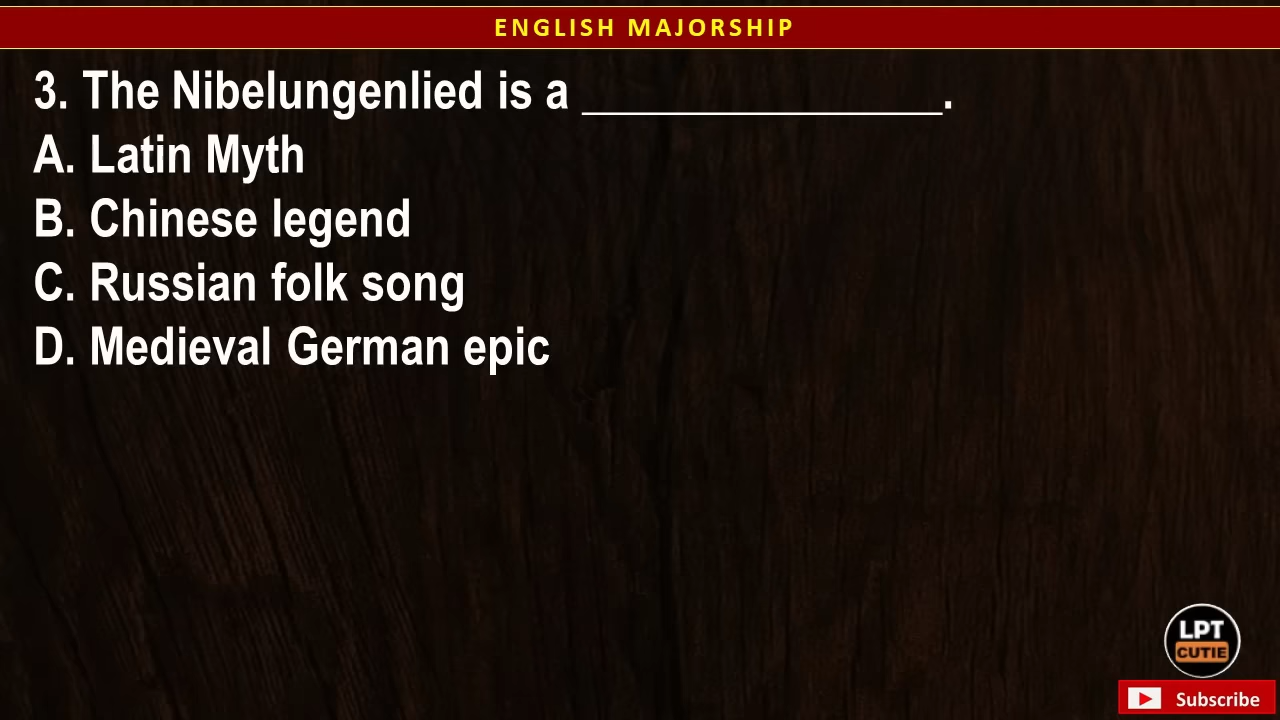 ENGLISH MAJORSHIP
3. The Nibelungenlied is a ________________.
A. Latin Myth
B. Chinese legend
C. Russian folk song
D. Medieval German epic
LPT
CUTIE
Subscribe